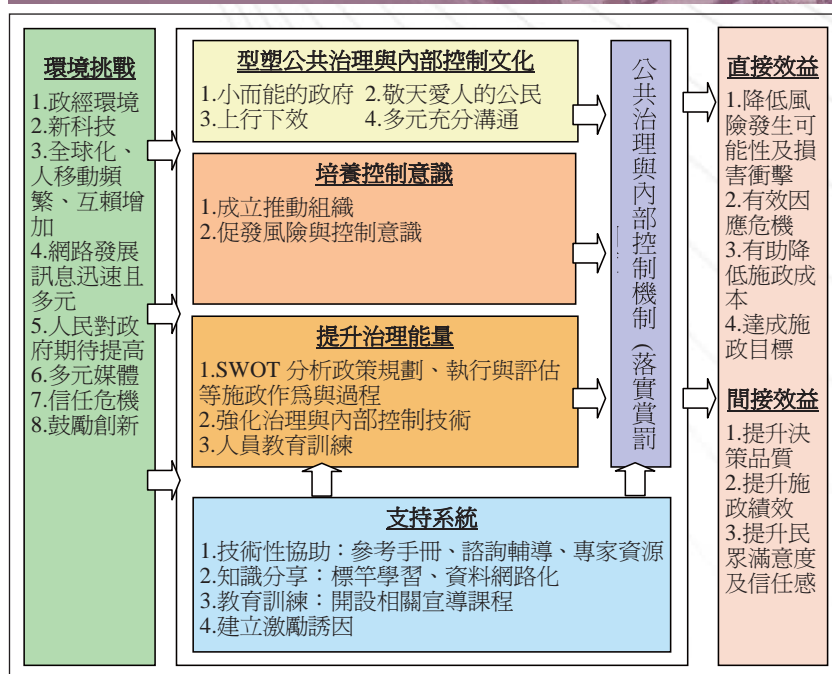 環境挑戰
1.政經環境
2.新科技
3.全球化、
人移動頻
繁、互賴增
加
4.網路發展
訊息迅速且
多元
5.人民對政
府期待提高
6.多元媒體
7.信任危機
8.鼓勵創新
型塑公共治理與內部控制文化
1.小而能的政府 2.敬天愛人的公民
3.上行下效 4.多元充分溝通
培養控制意識
1.成立推動組織
2.促發風險與控制意識
提升治理能量
1.SWOT 分析政策規劃、執行與評估
等施政作為與過程
2.強化治理與內部控制技術
3.人員教育訓練
支持系統
1.技術性協助：參考手冊、諮詢輔導、專家資源
2.知識分享：標竿學習、資料網路化
3.教育訓練：開設相關宣導課程
4.建立激勵誘因
公共治理與內部控制機制（落實賞罰
直接效益
1.降低風
險發生可
能性及損
害衝擊
2.有效因
應危機
3.有助降
低施政成
本
4.達成施
政目標
間接效益
1.提升決
策品質
2.提升施
政績效
3.提升民
眾滿意度
及信任感